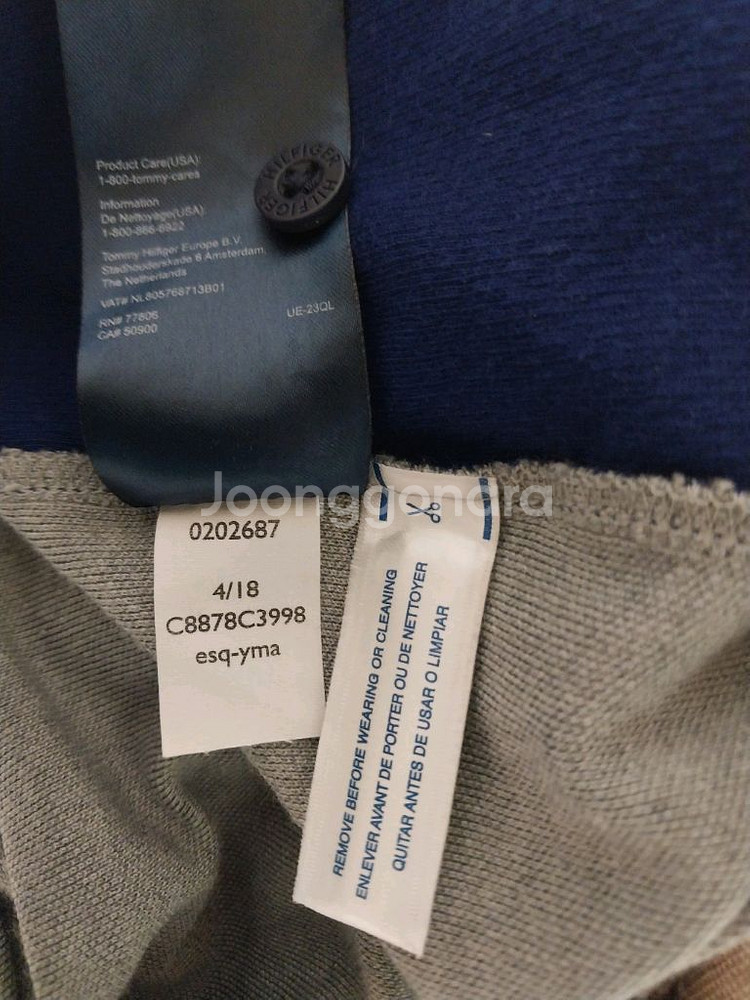 Product Care(USA):
1-800-tommy-cares
Information
De Nettoyage(USA)
1-800-866-6922
Tommy Hilfiger Europe B.V.
Stadhouderskade 6 Amsterdam,
The Netherlands
VAT# NL805768713B01
RN# 77806
CA# 50900
UE-23QL
HILFIGER
HILFIGER
Joonggonara
0202687
4/18
C8878C3998
esq-yma
REMOVE BEFORE WEARING OR CLEANING
ENLEVER AVANT DE PORTER OU DE NETTOYER
QUITAR ANTES DE USAR O LIMPIAR